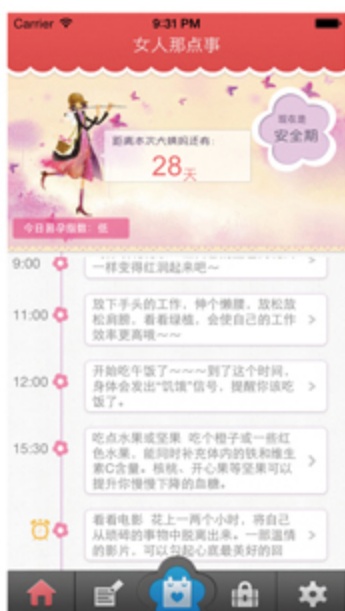 Carrier 9:31 PM
女人那点事
距离本次大姨妈还有:
28天
现在是
安全期
今日易孕指数: 低
9:00
一样变得红润起来吧~
11:00
放下手头的工作，伸个懒腰，放松放
松肩膀，看看绿植，会使自己的工作
效率更高哦~~
12:00
开始吃午饭了~~~到了这个时间，
身体会发出“饥饿”信号，提醒你该吃
饭了。
15:30
吃点水果或坚果 吃个橙子或一些红
色水果，能同时补充体内的铁和维生
素C含量。核桃、开心果等坚果可以
提升你慢慢下降的血糖。
看看电影 花上一两个小时，将自己
从琐碎的事物中脱离出来。一部温情
的影片，可以勾起心底最美好的回